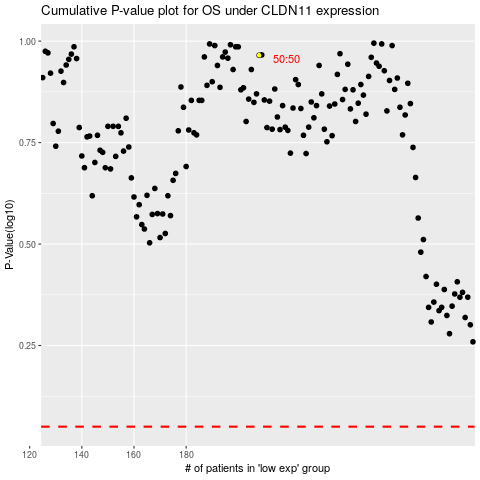 Cumulative P-value plot for OS under CLDN11 expression
P-Value(log10)
1.00
0.75
0.50
0.25
50:50
120 140 160 180
# of patients in 'low exp' group